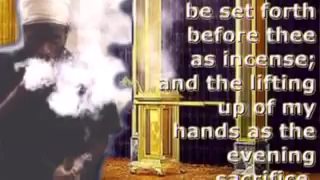 be set forth
before thee
as incense;
and the lifting
up of my
hands as the
evening
sacrifice